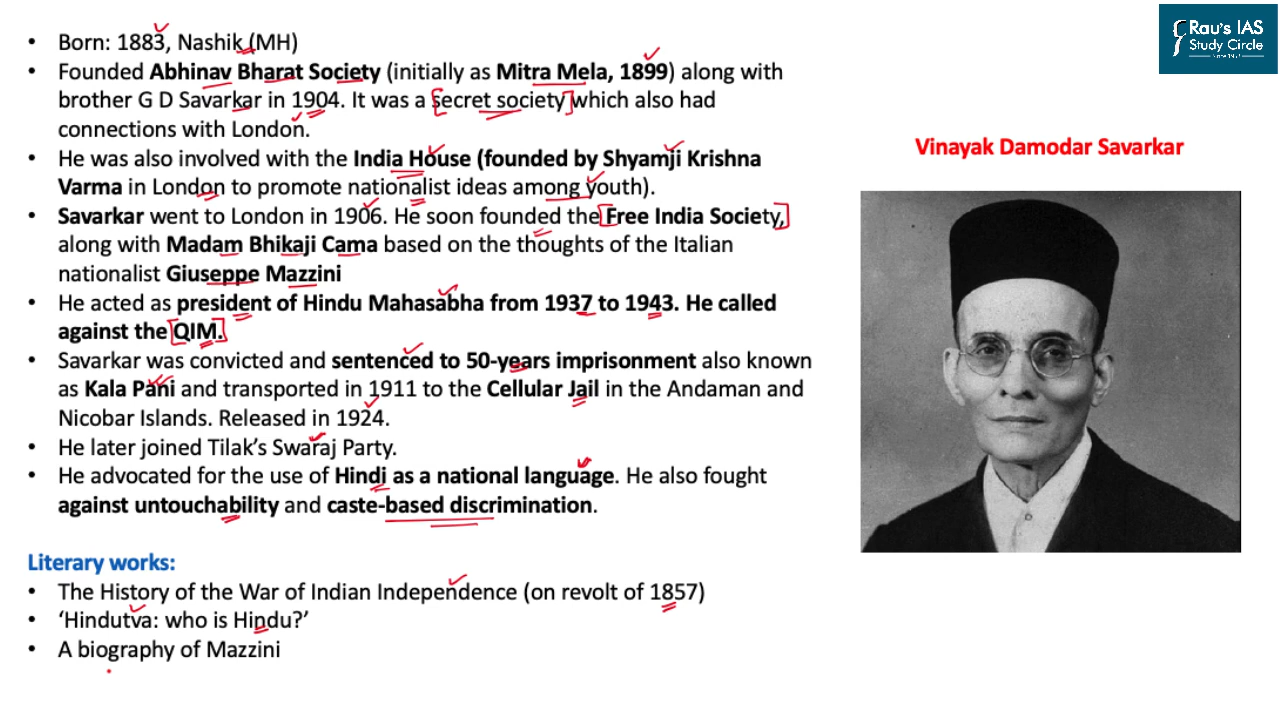 Rau's IAS
Study Circle
• Born: 1883, Nashik (MH)
• Founded Abhinav Bharat Society (initially as Mitra Mela, 1899) along with
brother G D Savarkar in 1904. It was a secret society which also had
connections with London.
• He was also involved with the India House (founded by Shyamji Krishna
Varma in London to promote nationalist ideas among youth).
• Savarkar went to London in 1906. He soon founded the Free India Society,
along with Madam Bhikaji Cama based on the thoughts of the Italian
nationalist Giuseppe Mazzini
• He acted as president of Hindu Mahasabha from 1937 to 1943. He called
against the QIM.
• Savarkar was convicted and sentenced to 50-years imprisonment also known
as Kala Pani and transported in 1911 to the Cellular Jail in the Andaman and
Nicobar Islands. Released in 1924.
• He later joined Tilak's Swaraj Party.
• He advocated for the use of Hindi as a national language. He also fought
against untouchability and caste-based discrimination.
Literary works:
• The History of the War of Indian Independence (on revolt of 1857)
• 'Hindutva: who is Hindu?'
• A biography of Mazzini
Vinayak Damodar Savarkar